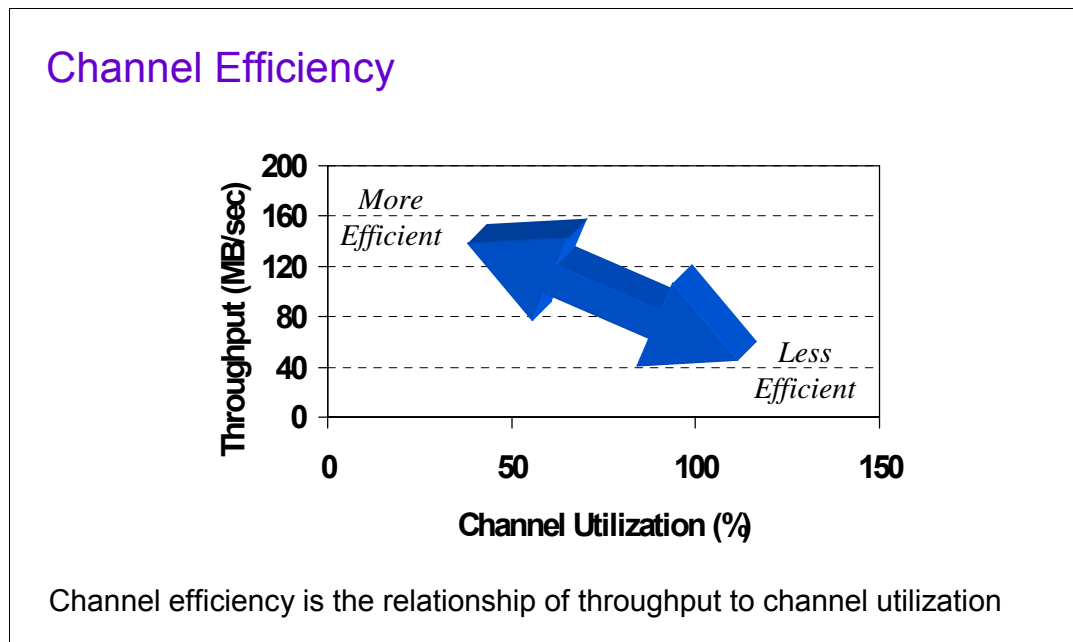 Channel Efficiency
Throughput (MB/sec)
200
160
120
80
40
0
More
Efficient
Less
Efficient
0 50 100 150
Channel Utilization (%)
Channel efficiency is the relationship of throughput to channel utilization